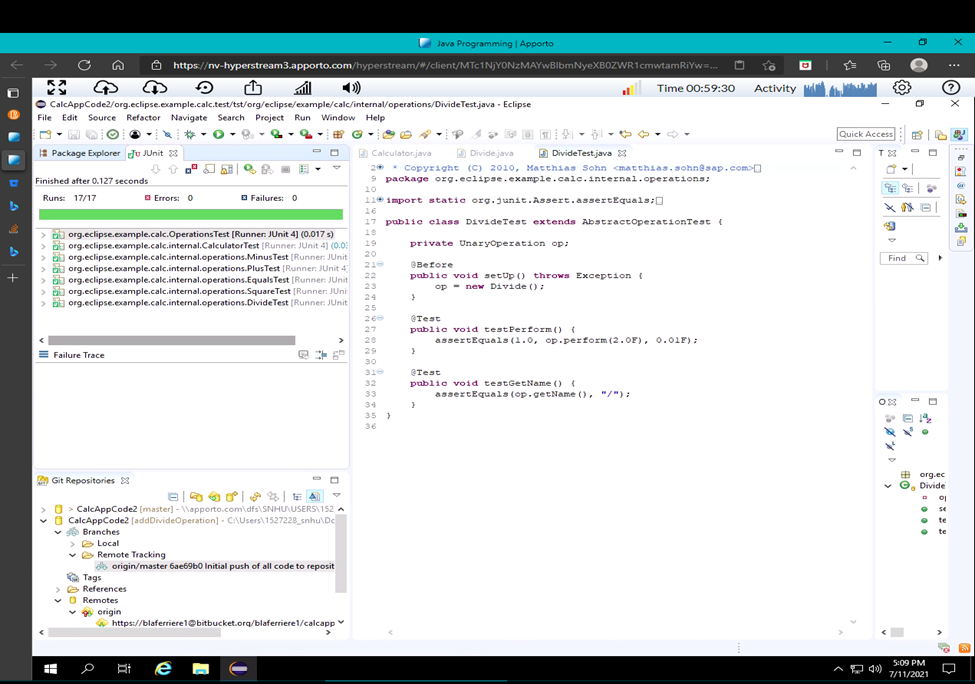 Java Programming | Apporto
https://nv-hyperstream3.apporto.com/hyperstream/#/client/MTc1NjY0NzMAYwBlbmNyeXB0ZWR1cmwtamRiYw=...
Time 00:59:30 Activity
CalcAppCode2/org.eclipse.example.calc.test/tst/org/eclipse/example/calc/internal/operations/DivideTest.java - Eclipse
File Edit Source Refactor Navigate Search Project Run Window Help
Quick Access
Package Explorer JUnit
Finished after 0.127 seconds
Runs: 17/17 Errors: 0 Failures: 0
org.eclipse.example.calc.OperationsTest [Runner: JUnit 4] (0.017 s)
org.eclipse.example.calc.internal.CalculatorTest [Runner: JUnit 4] (0.03
org.eclipse.example.calc.internal.operations.MinusTest [Runner: JUnit
org.eclipse.example.calc.internal.operations.PlusTest [Runner: JUnit 4]
org.eclipse.example.calc.internal.operations.EqualsTest [Runner: JUnit
org.eclipse.example.calc.internal.operations.SquareTest [Runner: JUnit
org.eclipse.example.calc.internal.operations.DivideTest [Runner: JUnit
Failure Trace
Git Repositories
> CalcAppCode2 [master] - \\apporto.com\dfs\SNHU\USERS\152
CalcAppCode2 [addDivideOperation] - C:\Users\1527228_snhu\Dc
Branches
Local
Remote Tracking
origin/master 6ae69b0 Initial push of all code to reposit
Tags
References
Remotes
origin
https://blaferriere1@bitbucket.org/blaferriere1/calcapp
Calculator.java Divide.java DivideTest.java
2 * Copyright (C) 2010, Matthias Sohn <matthias.sohn@sap.com>
9 package org.eclipse.example.calc.internal.operations;
10
11 import static org.junit.Assert.assertEquals;
16
17 public class DivideTest extends AbstractOperationTest {
18
19 private UnaryOperation op;
20
21 @Before
22 public void setUp() throws Exception {
23 op = new Divide();
24 }
25
26 @Test
27 public void testPerform() {
28 assertEquals(1.0, op.perform(2.0F), 0.01F);
29 }
30
31 @Test
32 public void testGetName() {
33 assertEquals(op.getName(), "/");
34 }
35 }
36
Find
org.ec
Divide
op
se
te
te
5:09 PM
7/11/2021